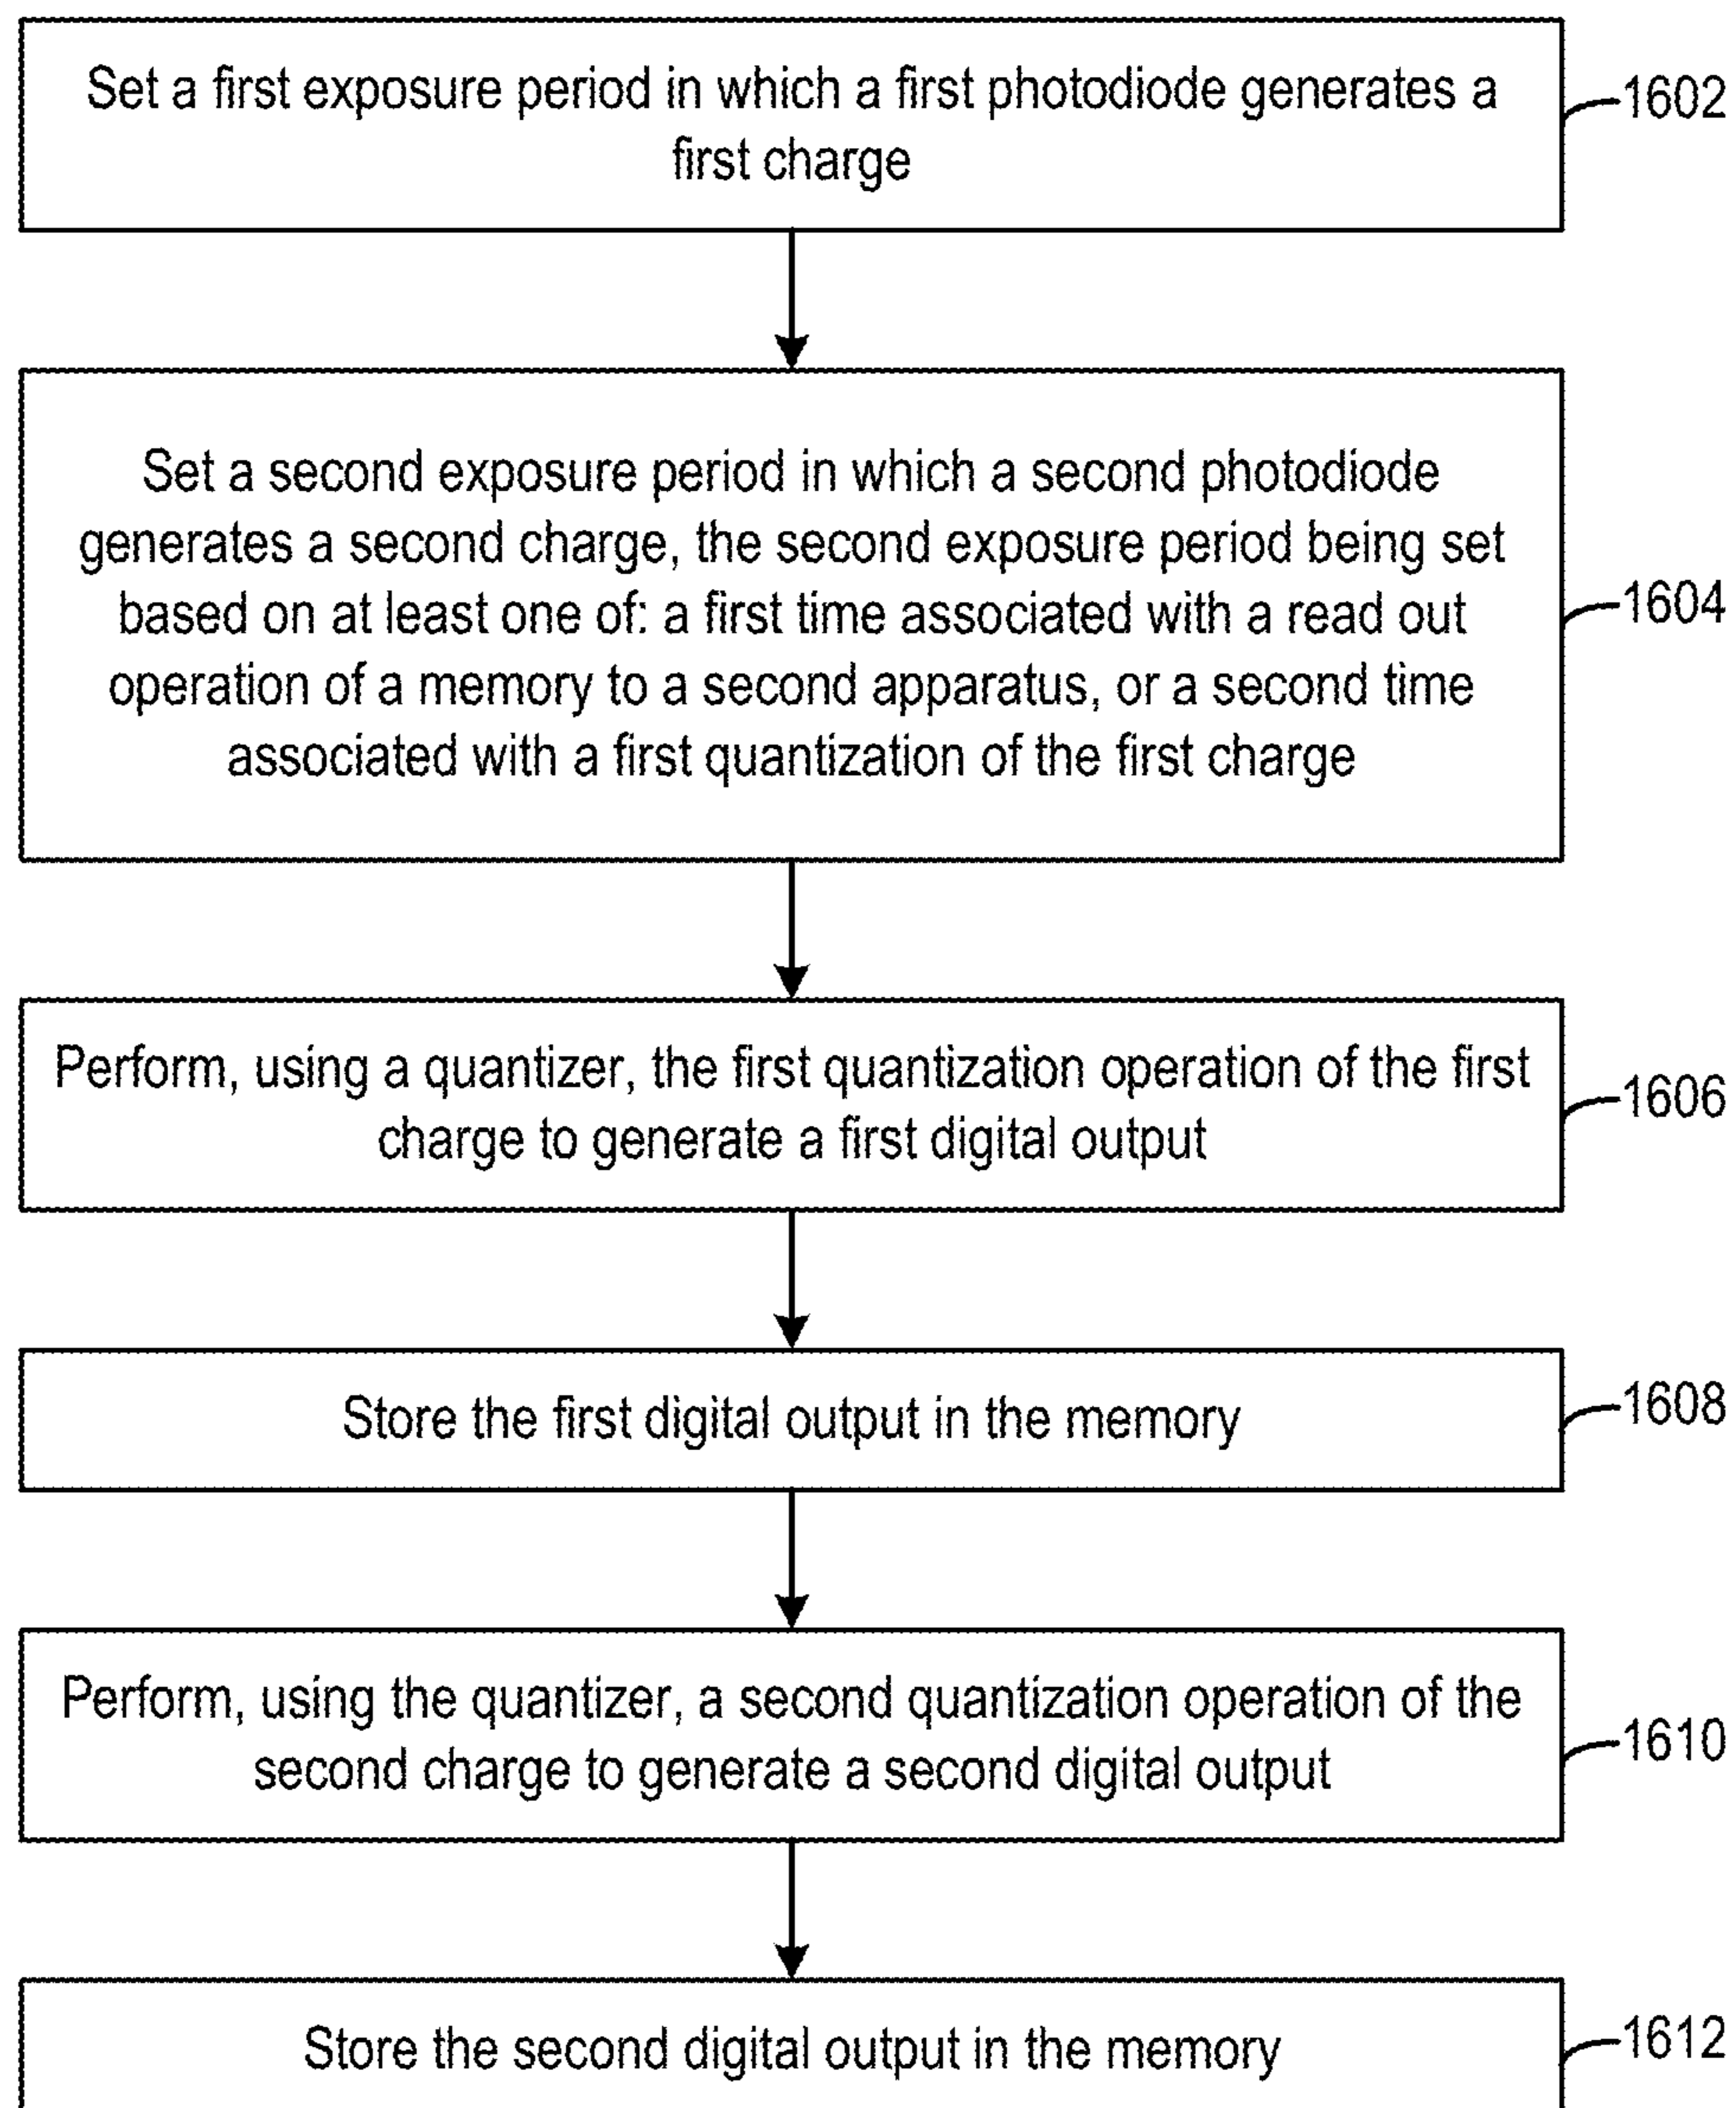 Set a first exposure period in which a first photodiode generates a
first charge
1602
Set a second exposure period in which a second photodiode
generates a second charge, the second exposure period being set
based on at least one of: a first time associated with a read out
operation of a memory to a second apparatus, or a second time
associated with a first quantization of the first charge
1604
Perform, using a quantizer, the first quantization operation of the first
charge to generate a first digital output
1606
Store the first digital output in the memory
1608
Perform, using the quantizer, a second quantization operation of the
second charge to generate a second digital output
1610
Store the second digital output in the memory
1612